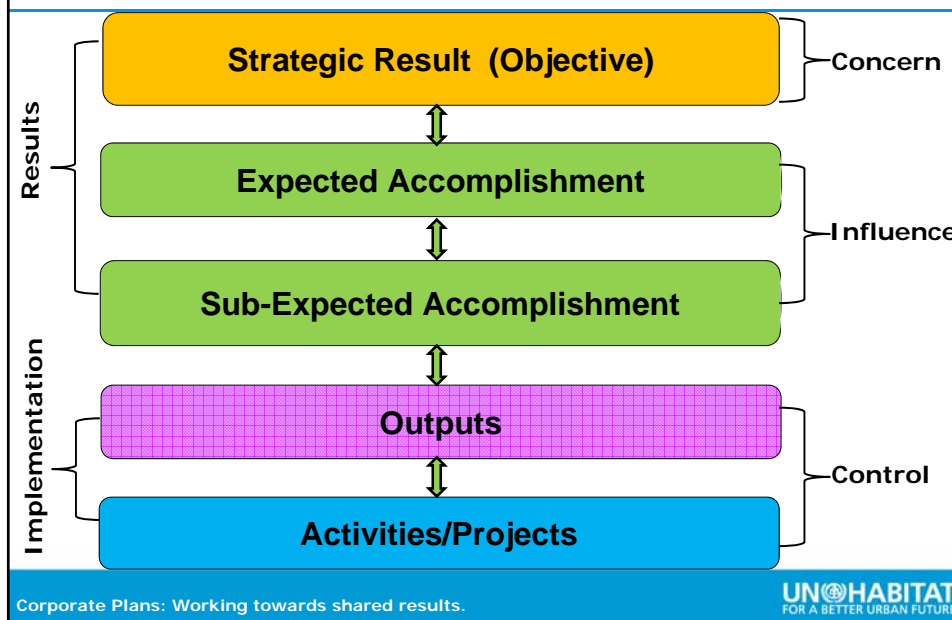 Strategic Result (Objective)
Concern
Results
Expected Accomplishment
Influence
Sub-Expected Accomplishment
Implementation
Outputs
Control
Activities/Projects
Corporate Plans: Working towards shared results.
UN HABITAT
FOR A BETTER URBAN FUTURE